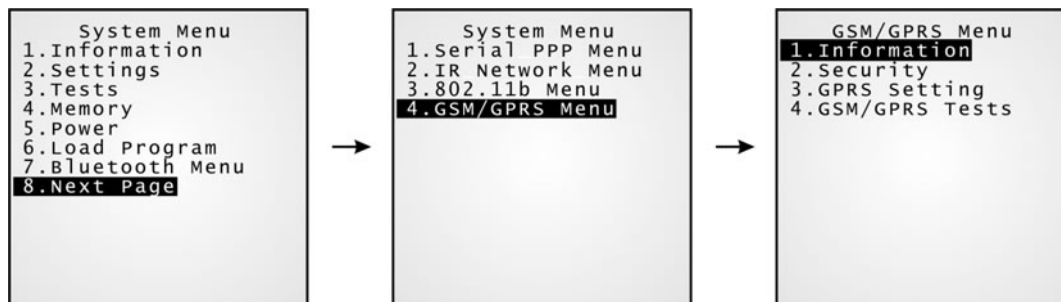 System Menu
1.Information
2.Settings
3.Tests
4.Memory
5.Power
6.Load Program
7.Bluetooth Menu
8.Next Page
System Menu
1.Serial PPP Menu
2.IR Network Menu
3.802.11b Menu
4.GSM/GPRS Menu
GSM/GPRS Menu
1.Information
2.Security
3.GPRS Setting
4.GSM/GPRS Tests